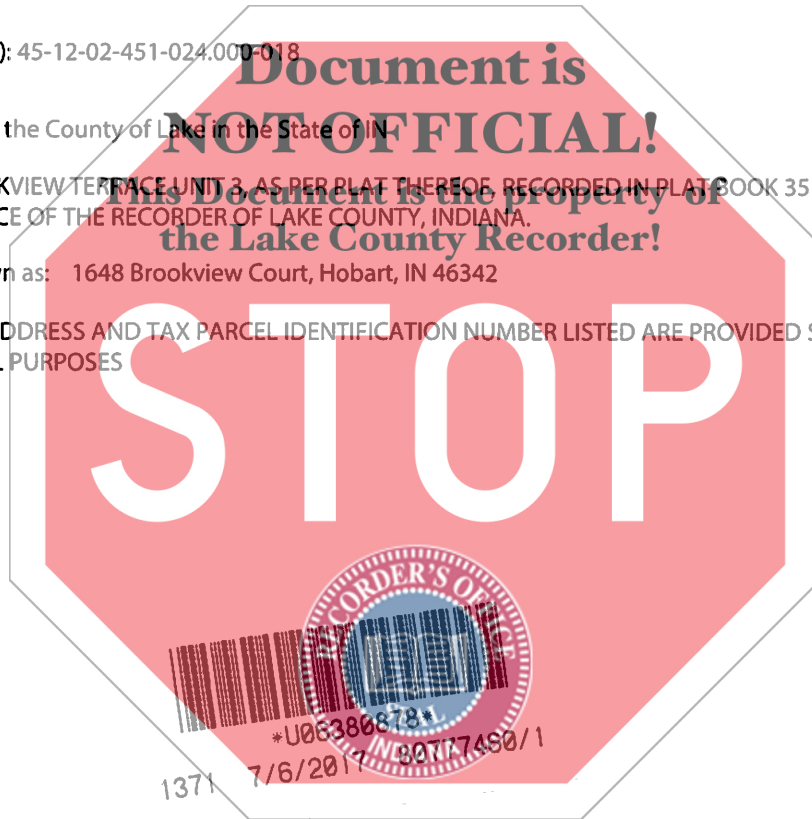 ): 45-12-02-451-024.000-018
Document is
NOT OFFICIAL!
the County of Lake in the State of IN
KVIEW TERRACE UNIT 3, AS PER PLAT THEREOF, RECORDED IN PLAT BOOK 35
This Document is the property of
CE OF THE RECORDER OF LAKE COUNTY, INDIANA.
the Lake County Recorder!
n as: 1648 Brookview Court, Hobart, IN 46342
DDRESS AND TAX PARCEL IDENTIFICATION NUMBER LISTED ARE PROVIDED S
L PURPOSES
STOP
RECORDER'S OFFICE
SEAL
INDIANA
*U06380878*
1371 7/6/2017 80777460/1